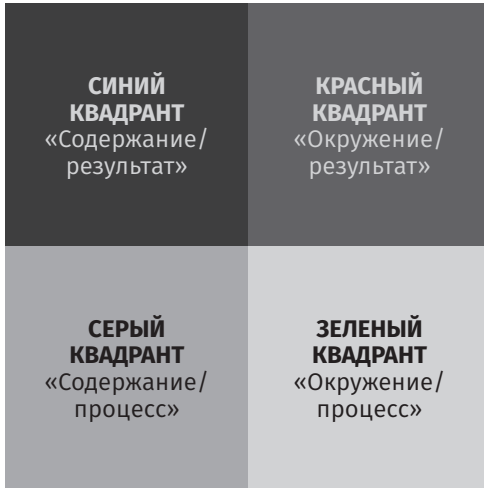 СИНИЙ
КВАДРАНТ
«Содержание/
результат»
КРАСНЫЙ
КВАДРАНТ
«Окружение/
результат»
СЕРЫЙ
КВАДРАНТ
«Содержание/
процесс»
ЗЕЛЕНЫЙ
КВАДРАНТ
«Окружение/
процесс»